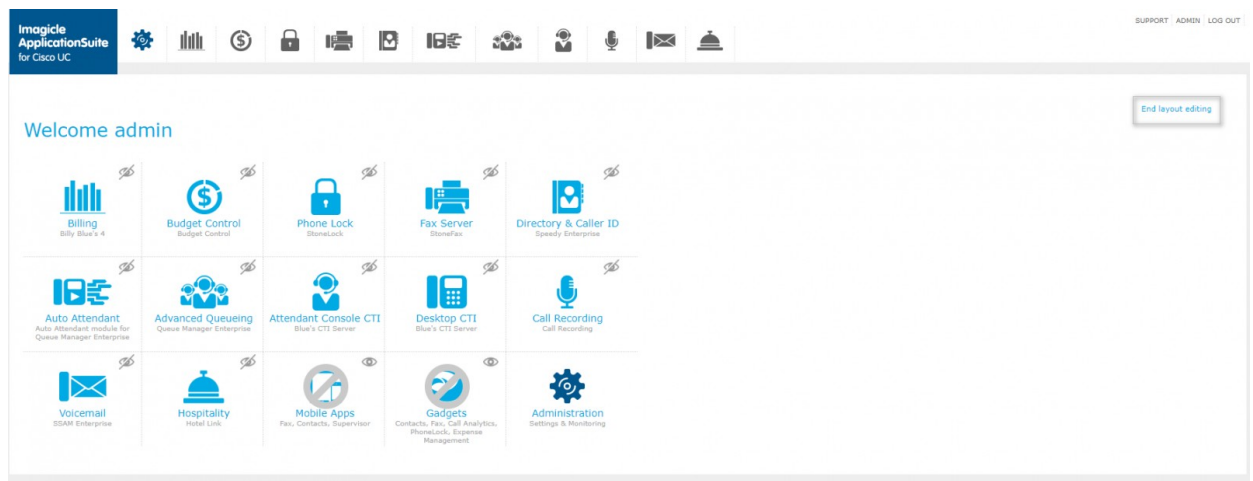 Imagicle
ApplicationSuite
for Cisco UC
SUPPORT ADMIN LOG OUT
End layout editing
Welcome admin
Billing
Billy Blue's 4
Budget Control
Budget Control
Phone Lock
StoneLock
Fax Server
StoneFax
Directory & Caller ID
Speedy Enterprise
Auto Attendant
Auto Attendant module for
Queue Manager Enterprise
Advanced Queueing
Queue Manager Enterprise
Attendant Console CTI
Blue's CTI Server
Desktop CTI
Blue's CTI Server
Call Recording
Call Recording
Voicemail
SSAM Enterprise
Hospitality
Hotel Link
Mobile Apps
Fax, Contacts, Supervisor
Gadgets
Contacts, Fax, Call Analytics,
PhoneLock, Expense
Management
Administration
Settings & Monitoring